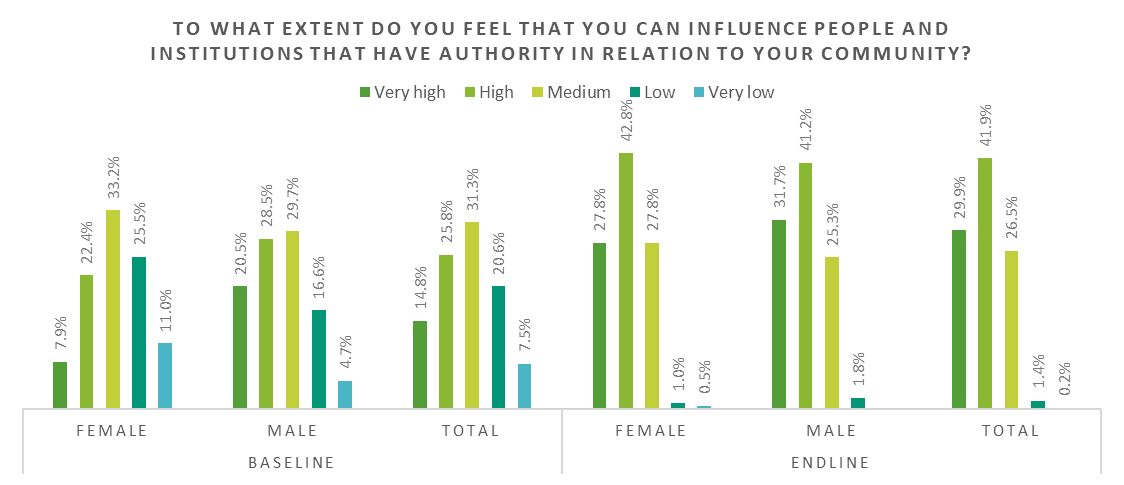 TO WHAT EXTENT DO YOU FEEL THAT YOU CAN INFLUENCE PEOPLE AND
INSTITUTIONS THAT HAVE AUTHORITY IN RELATION TO YOUR COMMUNITY?
Very high High Medium Low Very low
7.9% 22.4% 33.2% 25.5% 11.0%
20.5% 28.5% 29.7% 16.6% 4.7%
14.8% 25.8% 31.3% 20.6% 7.5%
27.8% 42.8% 27.8% 1.0% 0.5%
31.7% 41.2% 25.3% 1.8%
29.9% 41.9% 26.5% 1.4% 0.2%
FEMALE MALE TOTAL FEMALE MALE TOTAL
BASELINE ENDLINE